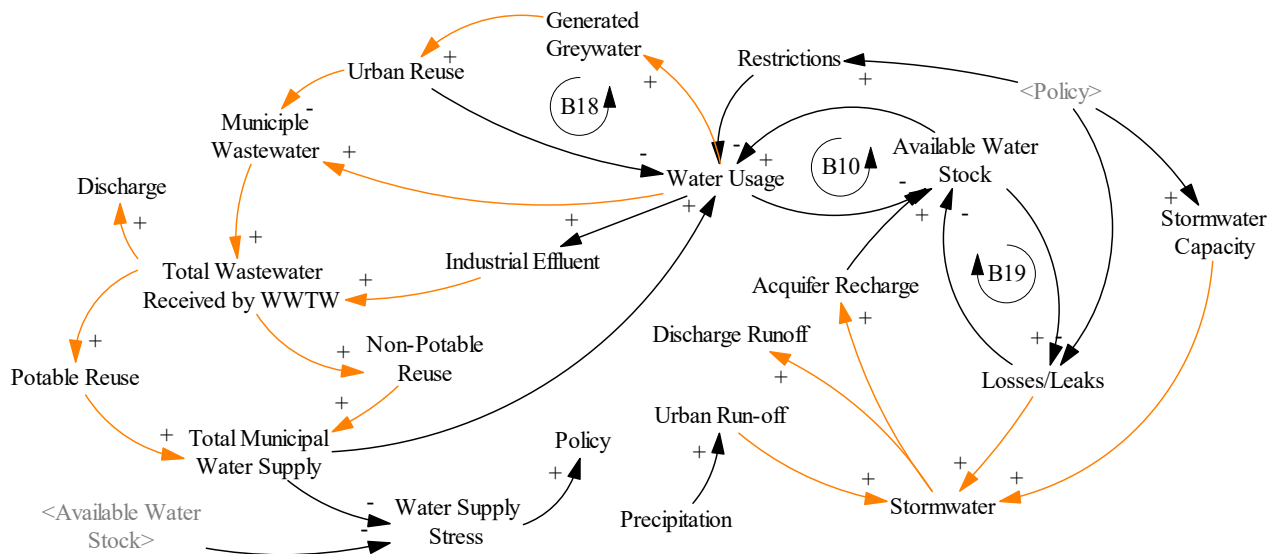 Generated
Greywater
+
Urban Reuse
Restrictions
+
<Policy>
+
B18
-
Municiple
Wastewater
+
-
-
+
B10
Available Water
Stock
Discharge
Water Usage
-
+
+
-
+
Stormwater
Capacity
+
+
+
Industrial Effluent
+
Total Wastewater
Received by WWTW
B19
Acquifer Recharge
+
Discharge Runoff
+
+
Non-Potable
Reuse
+
-
Potable Reuse
+
Losses/Leaks
+
Urban Run-off
+
Total Municipal
Water Supply
Policy
+
+
+
+
+
-
<Available Water
Stock>
-
Water Supply
Stress
Precipitation
Stormwater